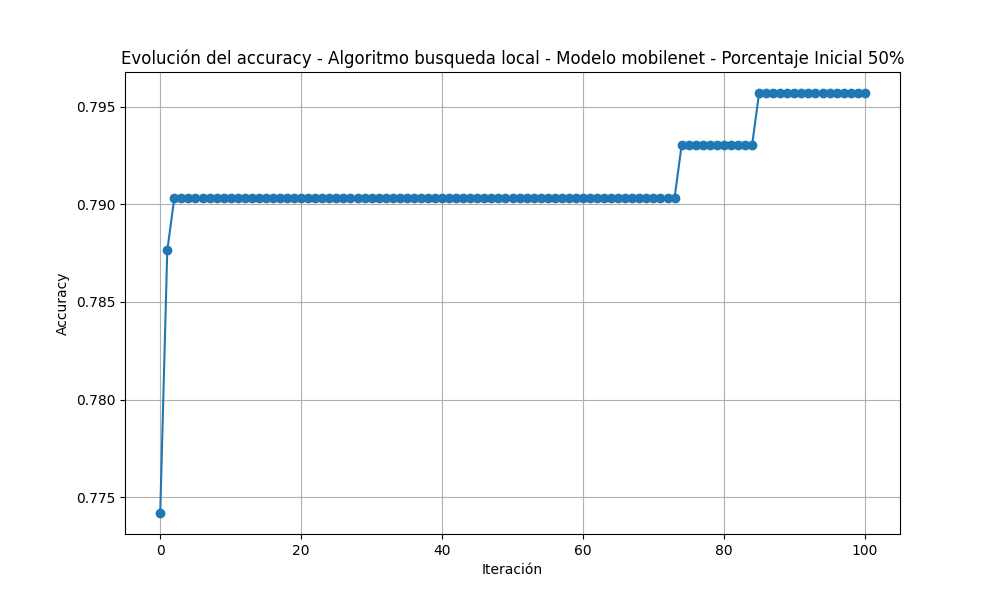 Evolución del accuracy - Algoritmo busqueda local - Modelo mobilenet - Porcentaje Inicial 50%
0.795
0.790
0.785
0.780
0.775
Accuracy
0 20 40 60 80 100
Iteración